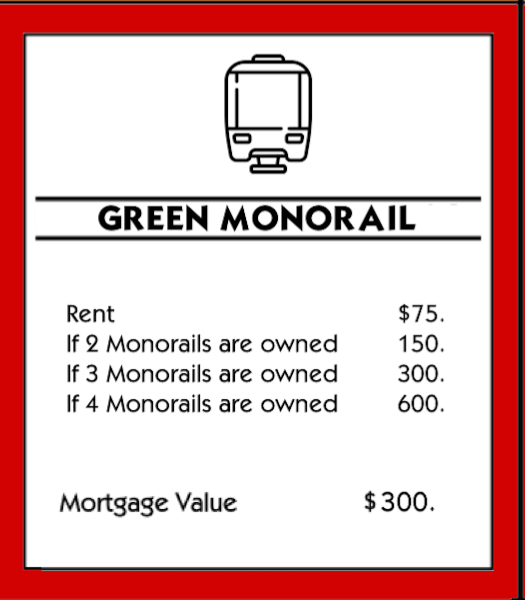 GREEN MONORAIL
Rent $75.
If 2 Monorails are owned 150.
If 3 Monorails are owned 300.
If 4 Monorails are owned 600.
Mortgage Value $300.